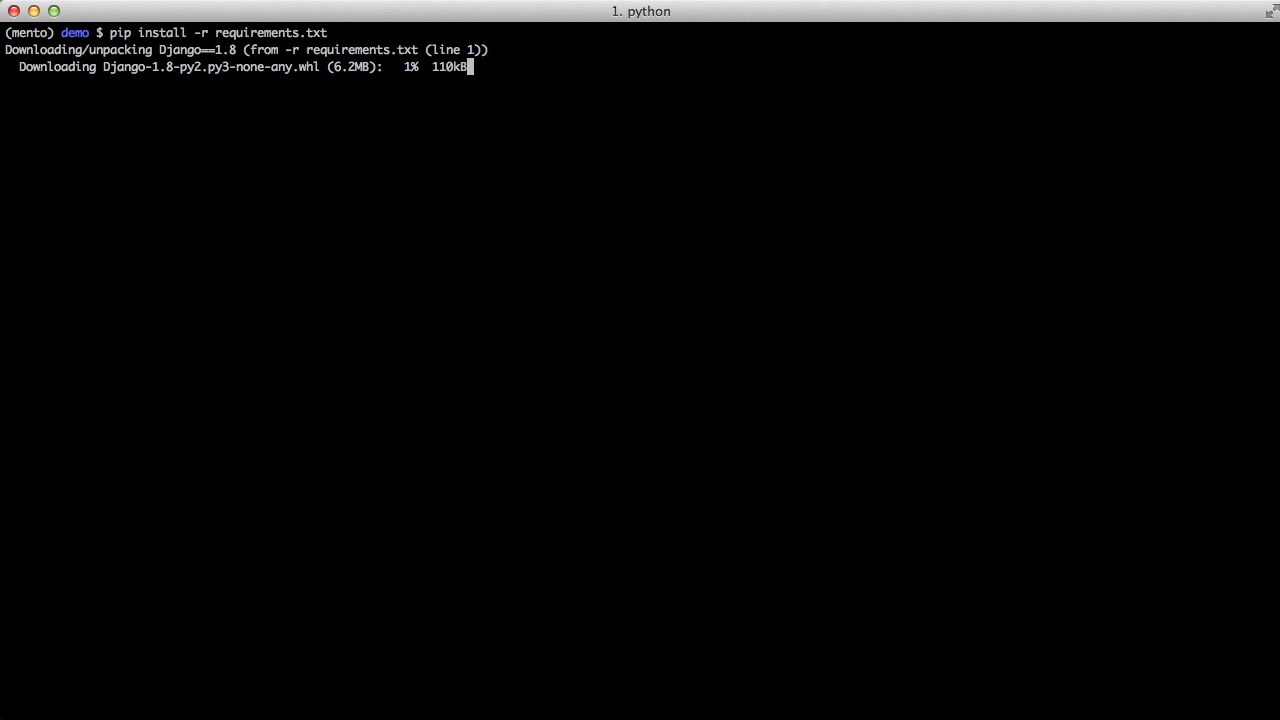 1. python
(mento) demo $ pip install -r requirements.txt
Downloading/unpacking Django==1.8 (from -r requirements.txt (line 1))
  Downloading Django-1.8-py2.py3-none-any.whl (6.2MB):   1%  110kB